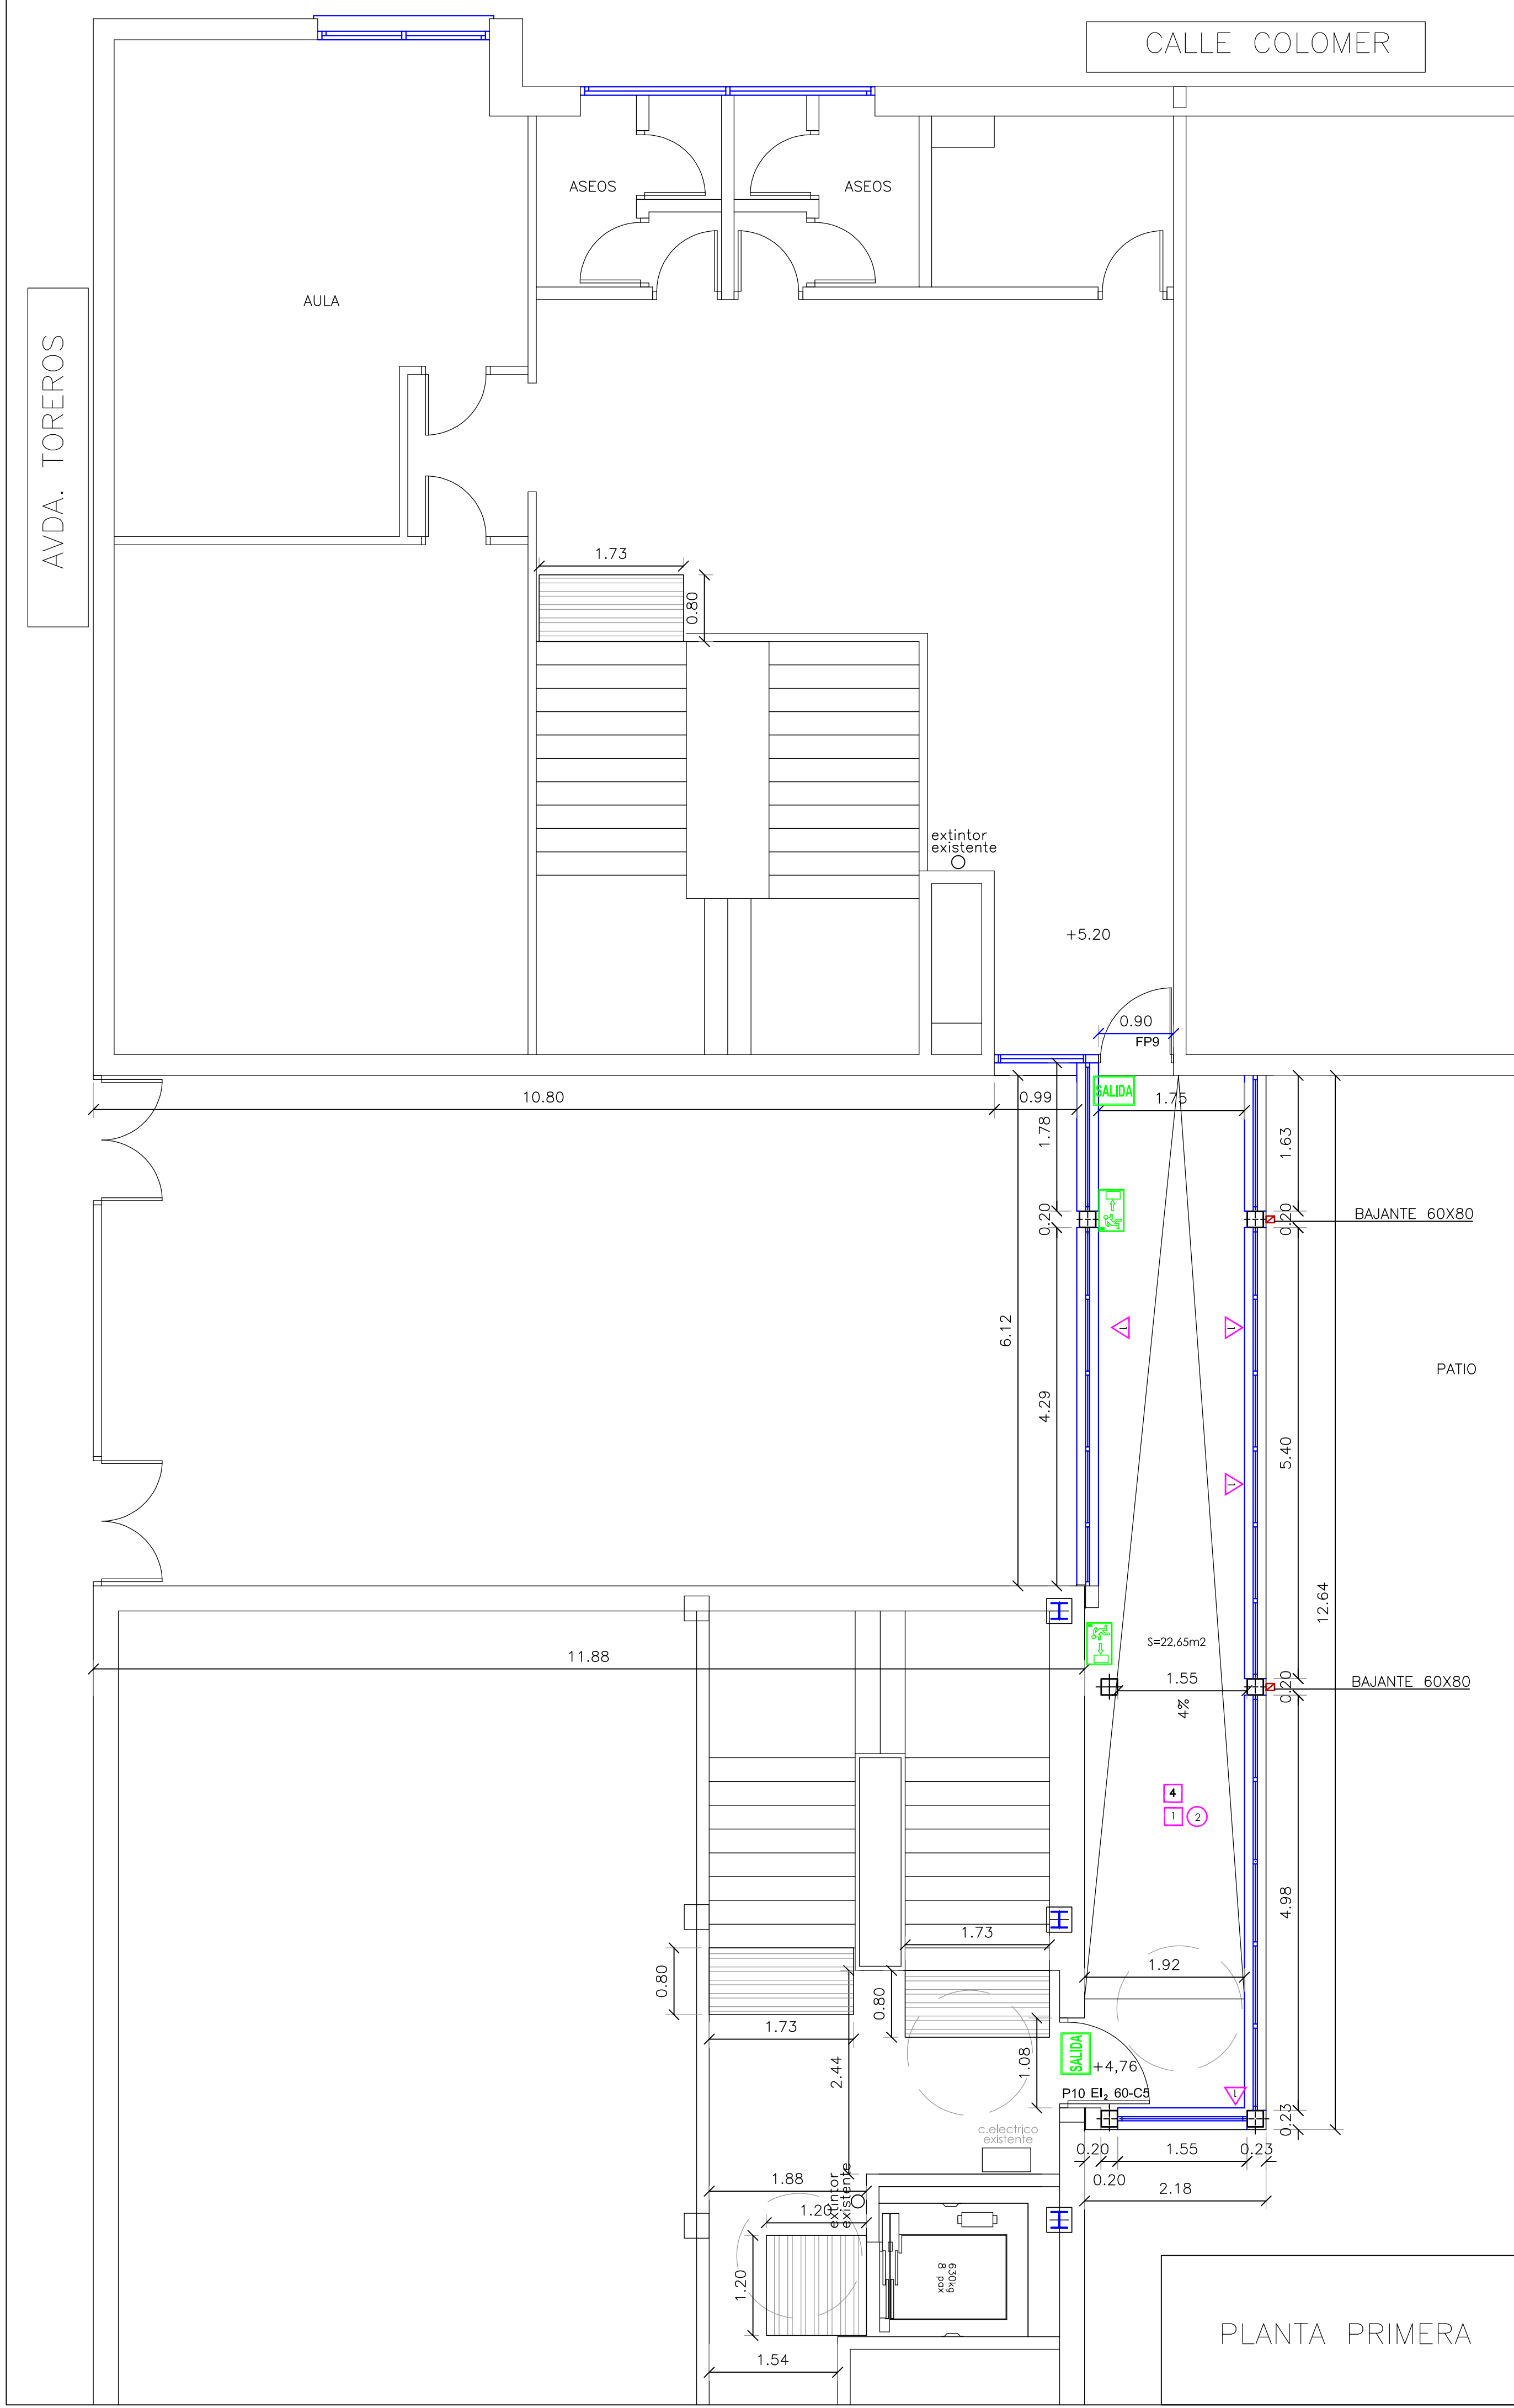 CALLE COLOMER
ASEOS
ASEOS
AULA
AVDA. TOREROS
1.73
0.80
extintor
existente
+5.20
0.90
FP9
SALIDA
10.80
0.99
1.75
1.78
1.63
0.20
0.20
BAJANTE 60X80
6.12
1
1
PATIO
4.29
5.40
1
12.64
S=22,65m2
11.88
1.55
0.20
BAJANTE 60X80
4%
4
1
2
4.98
1.73
1.92
0.80
0.80
1.73
1.08
SALIDA
+4,76
2.44
P10 EI₂ 60-C5
1
c.electrico
existente
0.23
0.20
1.55
0.23
0.20
2.18
1.88
extintor
existente
1.20
630kg
8 pax
1.20
1.54
PLANTA PRIMERA